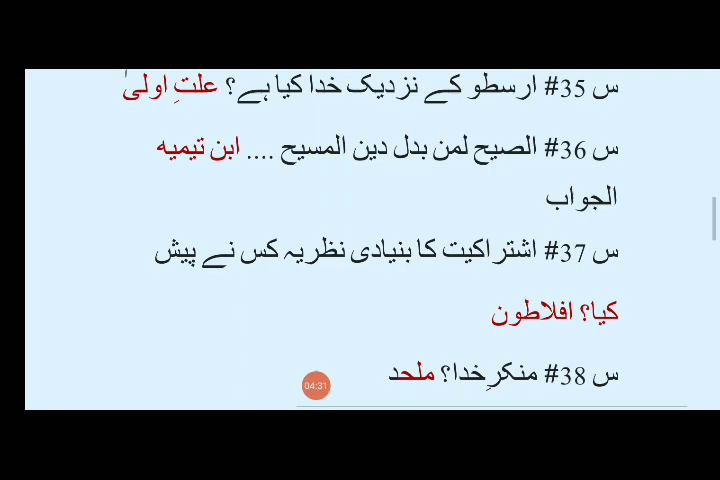 س 35# ارسطو کے نزدیک خدا کیا ہے؟ علتِ اولیٰ
س 36# الصیح لمن بدل دین المسیح .... ابن تیمیه
الجواب
س 37# اشتراکیت کا بنیادی نظریہ کس نے پیش
کیا؟ افلاطون
س 38# منکرِخدا؟ ملحد
04:31